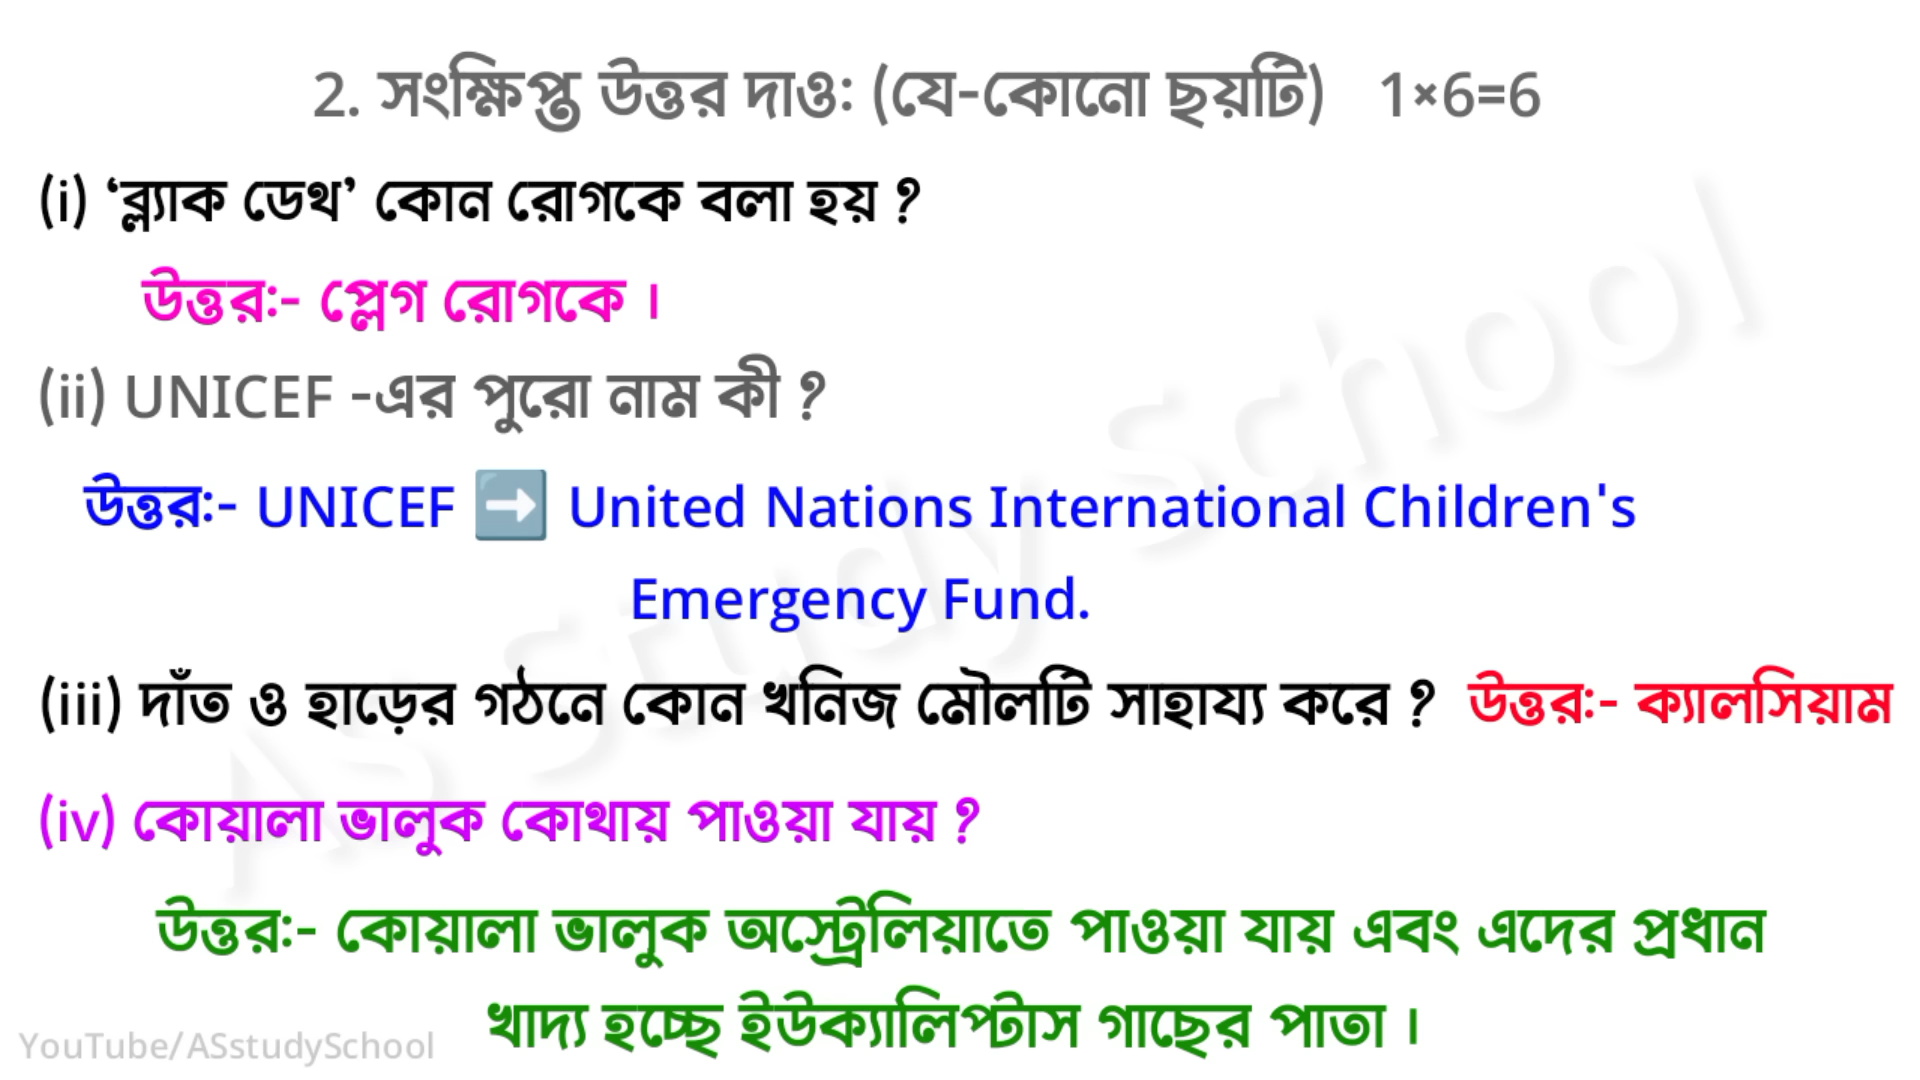 2. সংক্ষিপ্ত উত্তর দাও: (যে-কোনো ছয়টি) 1×6=6
(i) ‘ব্ল্যাক ডেথ’ কোন রোগকে বলা হয় ?
উত্তর:- প্লেগ রোগকে ।
(ii) UNICEF -এর পুরো নাম কী ?
উত্তর:- UNICEF ➡️ United Nations International Children's
Emergency Fund.
(iii) দাঁত ও হাড়ের গঠনে কোন খনিজ মৌলটি সাহায্য করে ? উত্তর:- ক্যালসিয়াম
(iv) কোয়ালা ভালুক কোথায় পাওয়া যায় ?
উত্তর:- কোয়ালা ভালুক অস্ট্রেলিয়াতে পাওয়া যায় এবং এদের প্রধান
খাদ্য হচ্ছে ইউক্যালিপ্টাস গাছের পাতা ।
YouTube/ASstudySchool
As Study School